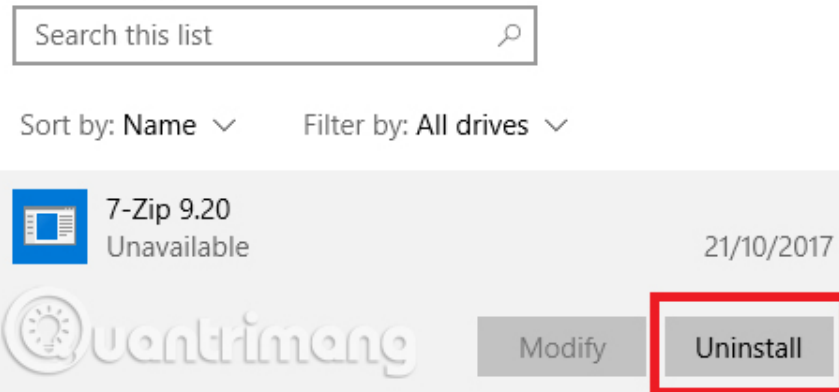 Search this list
Sort by: Name Filter by: All drives
7-Zip 9.20
Unavailable 21/10/2017
Quantrimang Modify Uninstall